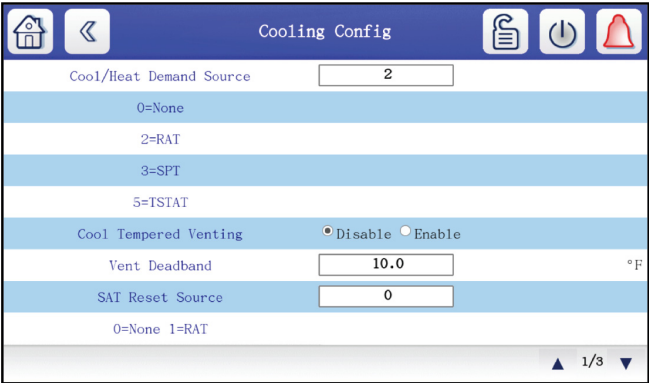 Cooling Config
Cool/Heat Demand Source 2
0=None
2=RAT
3=SPT
5=TSTAT
Cool Tempered Venting Disable Enable
Vent Deadband 10.0 °F
SAT Reset Source 0
0=None 1=RAT
1/3